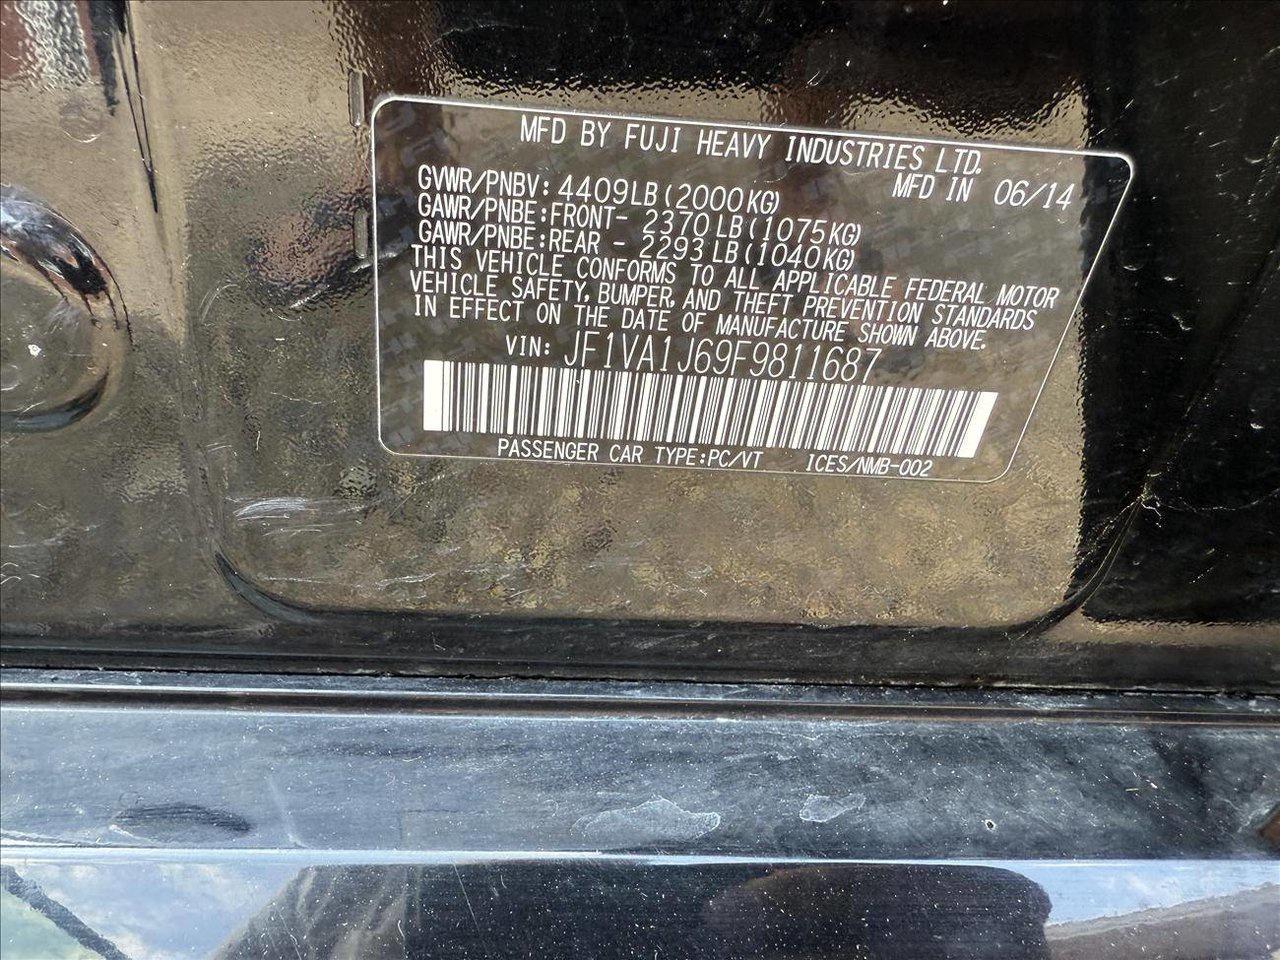 MFD BY FUJI HEAVY INDUSTRIES LTD.
MFD IN 06/14
GVWR/PNBV: 4409LB(2000KG)
GAWR/PNBE:FRONT- 2370LB(1075KG)
GAWR/PNBE:REAR - 2293LB(1040KG)
THIS VEHICLE CONFORMS TO ALL APPLICABLE FEDERAL MOTOR
VEHICLE SAFETY, BUMPER, AND THEFT PREVENTION STANDARDS
IN EFFECT ON THE DATE OF MANUFACTURE SHOWN ABOVE.
VIN: JF1VA1J69F9811687
PASSENGER CAR TYPE:PC/VT ICES/NMB-002